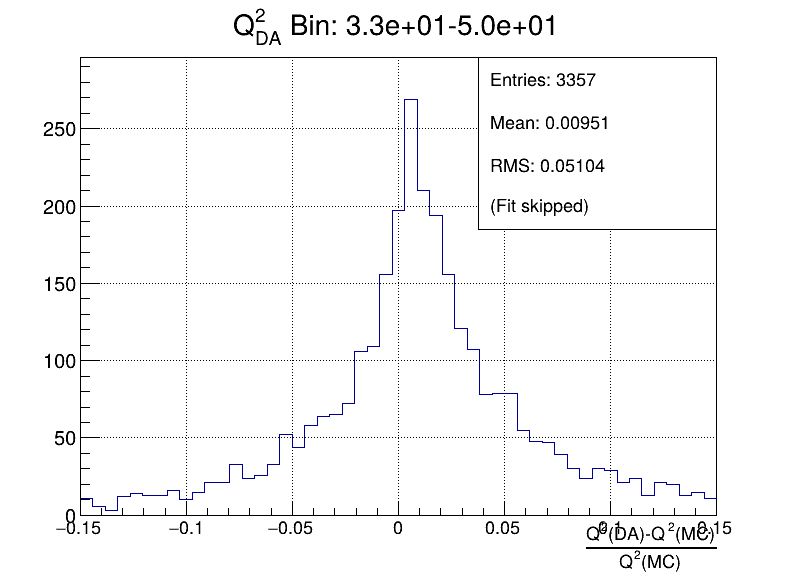 Q²_DA Bin: 3.3e+01-5.0e+01
Entries: 3357
Mean: 0.00951
RMS: 0.05104
(Fit skipped)
250
200
150
100
50
0
−0.15 −0.1 −0.05 0 0.05 0.1 0.15
Q²(DA)-Q²(MC)
Q²(MC)